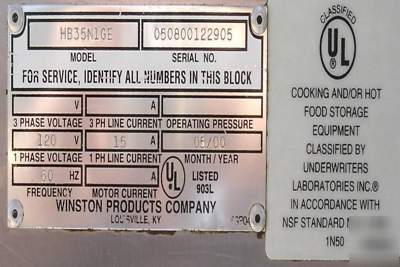 HB35N1GE 050800122905
MODEL SERIAL NO.
FOR SERVICE, IDENTIFY ALL NUMBERS IN THIS BLOCK
V A
3 PHASE VOLTAGE 3 PH LINE CURRENT OPERATING PRESSURE
120 V 15 A 08/00
1 PHASE VOLTAGE 1 PH LINE CURRENT MONTH / YEAR
60 HZ A UL LISTED
903L
FREQUENCY MOTOR CURRENT
WINSTON PRODUCTS COMPANY
LOUISVILLE, KY
CLASSIFIED
UL
COOKING AND/OR HOT
FOOD STORAGE
EQUIPMENT
CLASSIFIED BY
UNDERWRITERS
LABORATORIES INC.®
IN ACCORDANCE WITH
NSF STANDARD
1N50